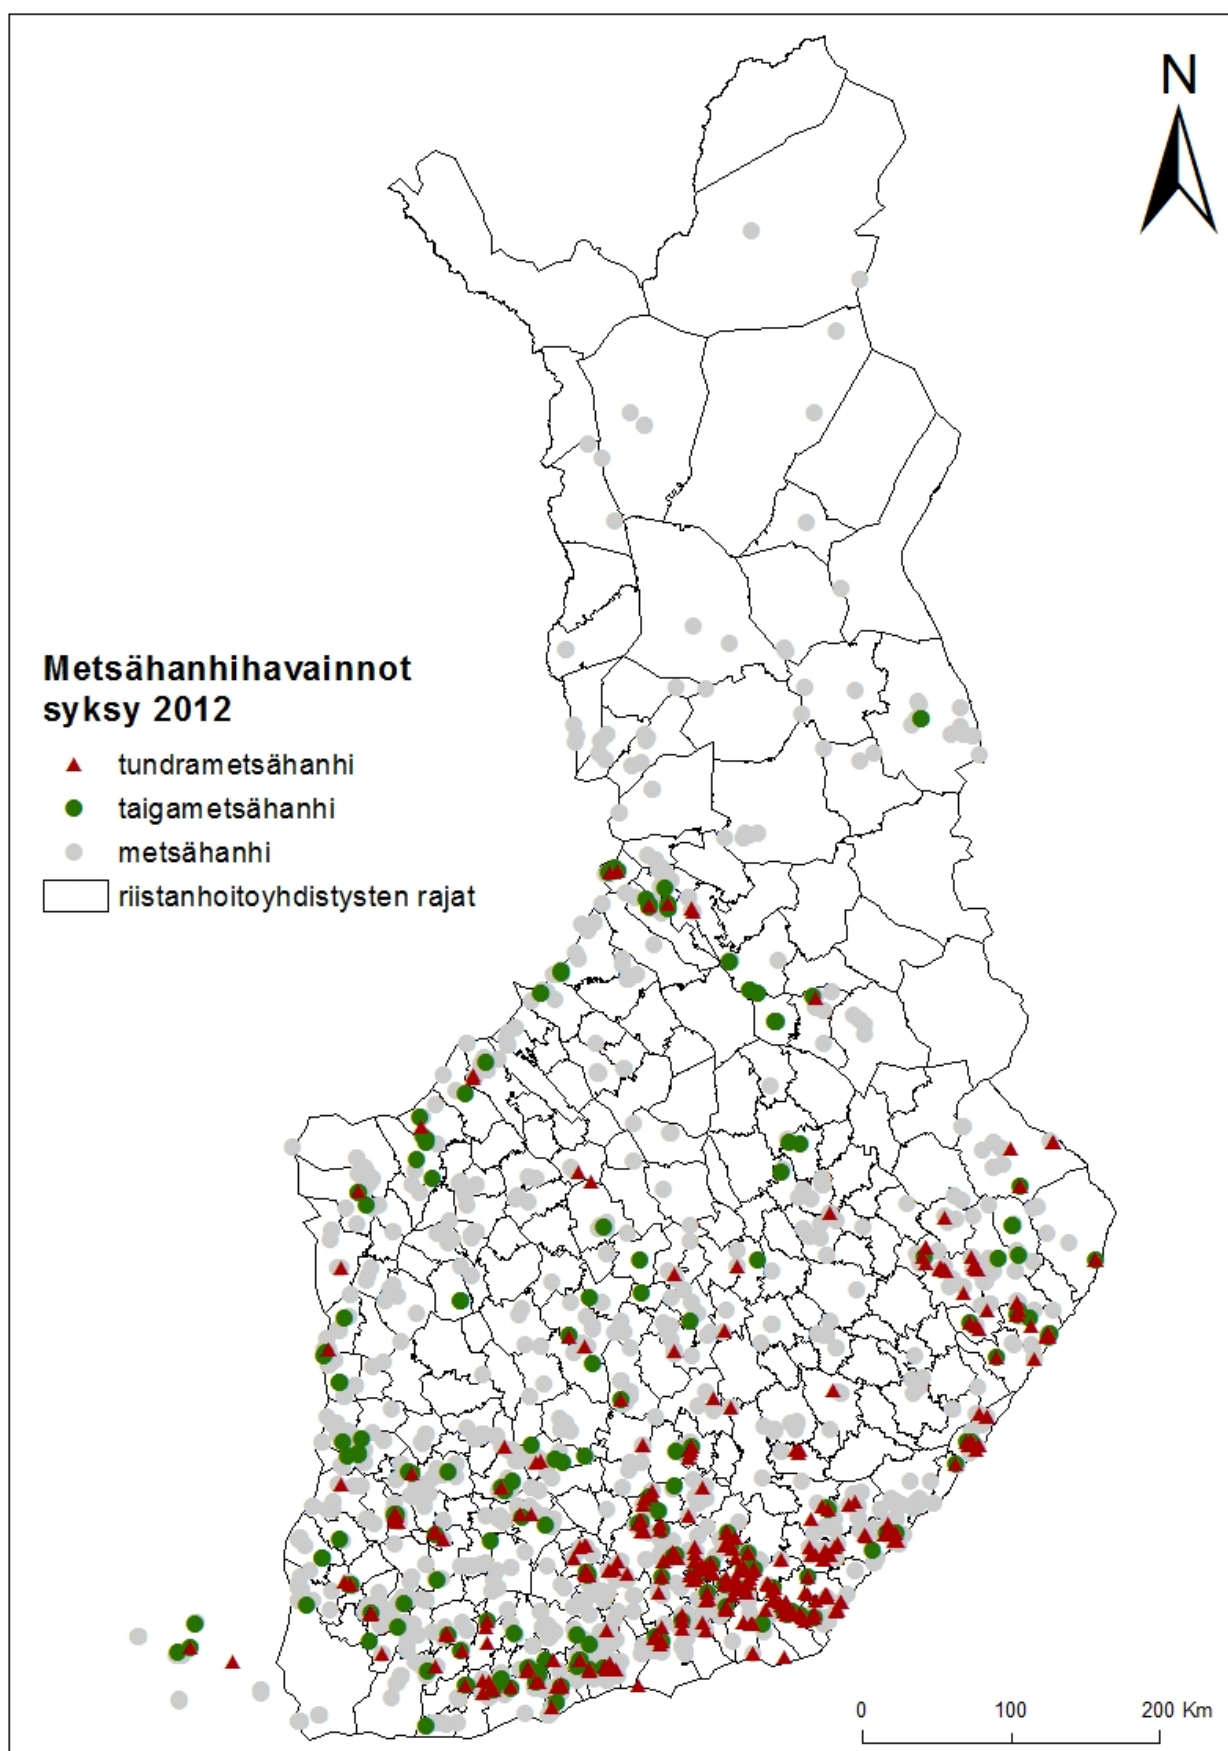 N
Metsähanhihavainnot
syksy 2012
tundrametsähanhi
taigametsähanhi
metsähanhi
riistanhoitoyhdistysten rajat
0 100 200 Km